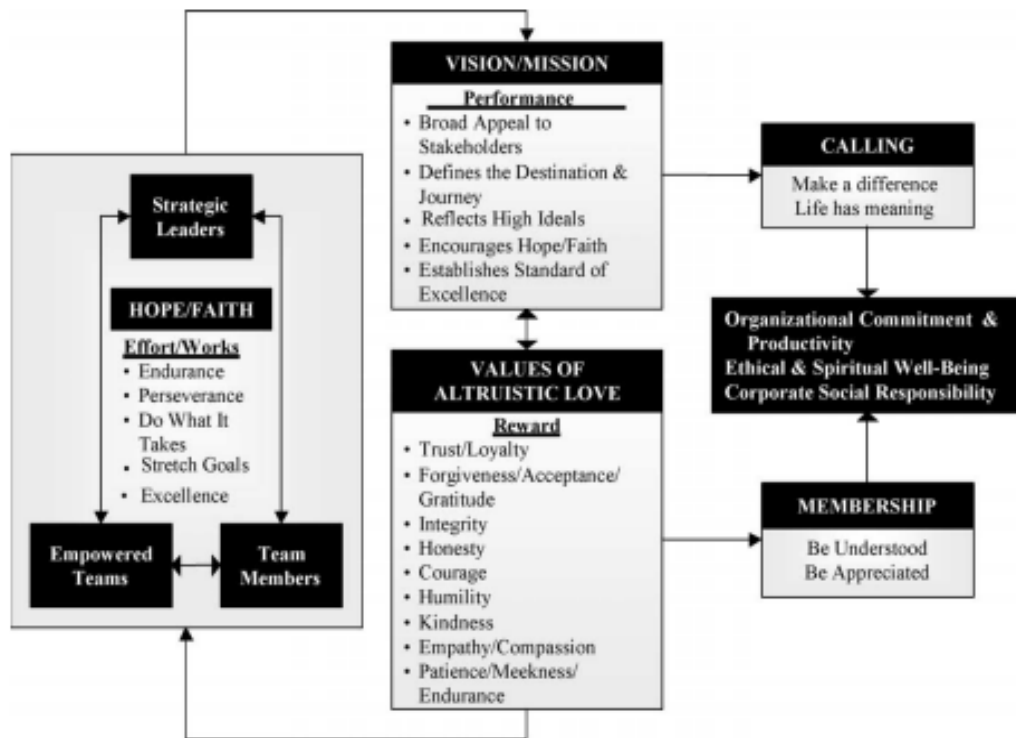 Strategic
Leaders
HOPE/FAITH
Effort/Works
• Endurance
• Perseverance
• Do What It
Takes
• Stretch Goals
• Excellence
Empowered
Teams
Team
Members
VISION/MISSION
Performance
• Broad Appeal to
Stakeholders
• Defines the Destination &
Journey
• Reflects High Ideals
• Encourages Hope/Faith
• Establishes Standard of
Excellence
VALUES OF
ALTRUISTIC LOVE
Reward
• Trust/Loyalty
• Forgiveness/Acceptance/
Gratitude
• Integrity
• Honesty
• Courage
• Humility
• Kindness
• Empathy/Compassion
• Patience/Meekness/
Endurance
CALLING
Make a difference
Life has meaning
Organizational Commitment &
Productivity
Ethical & Spiritual Well-Being
Corporate Social Responsibility
MEMBERSHIP
Be Understood
Be Appreciated